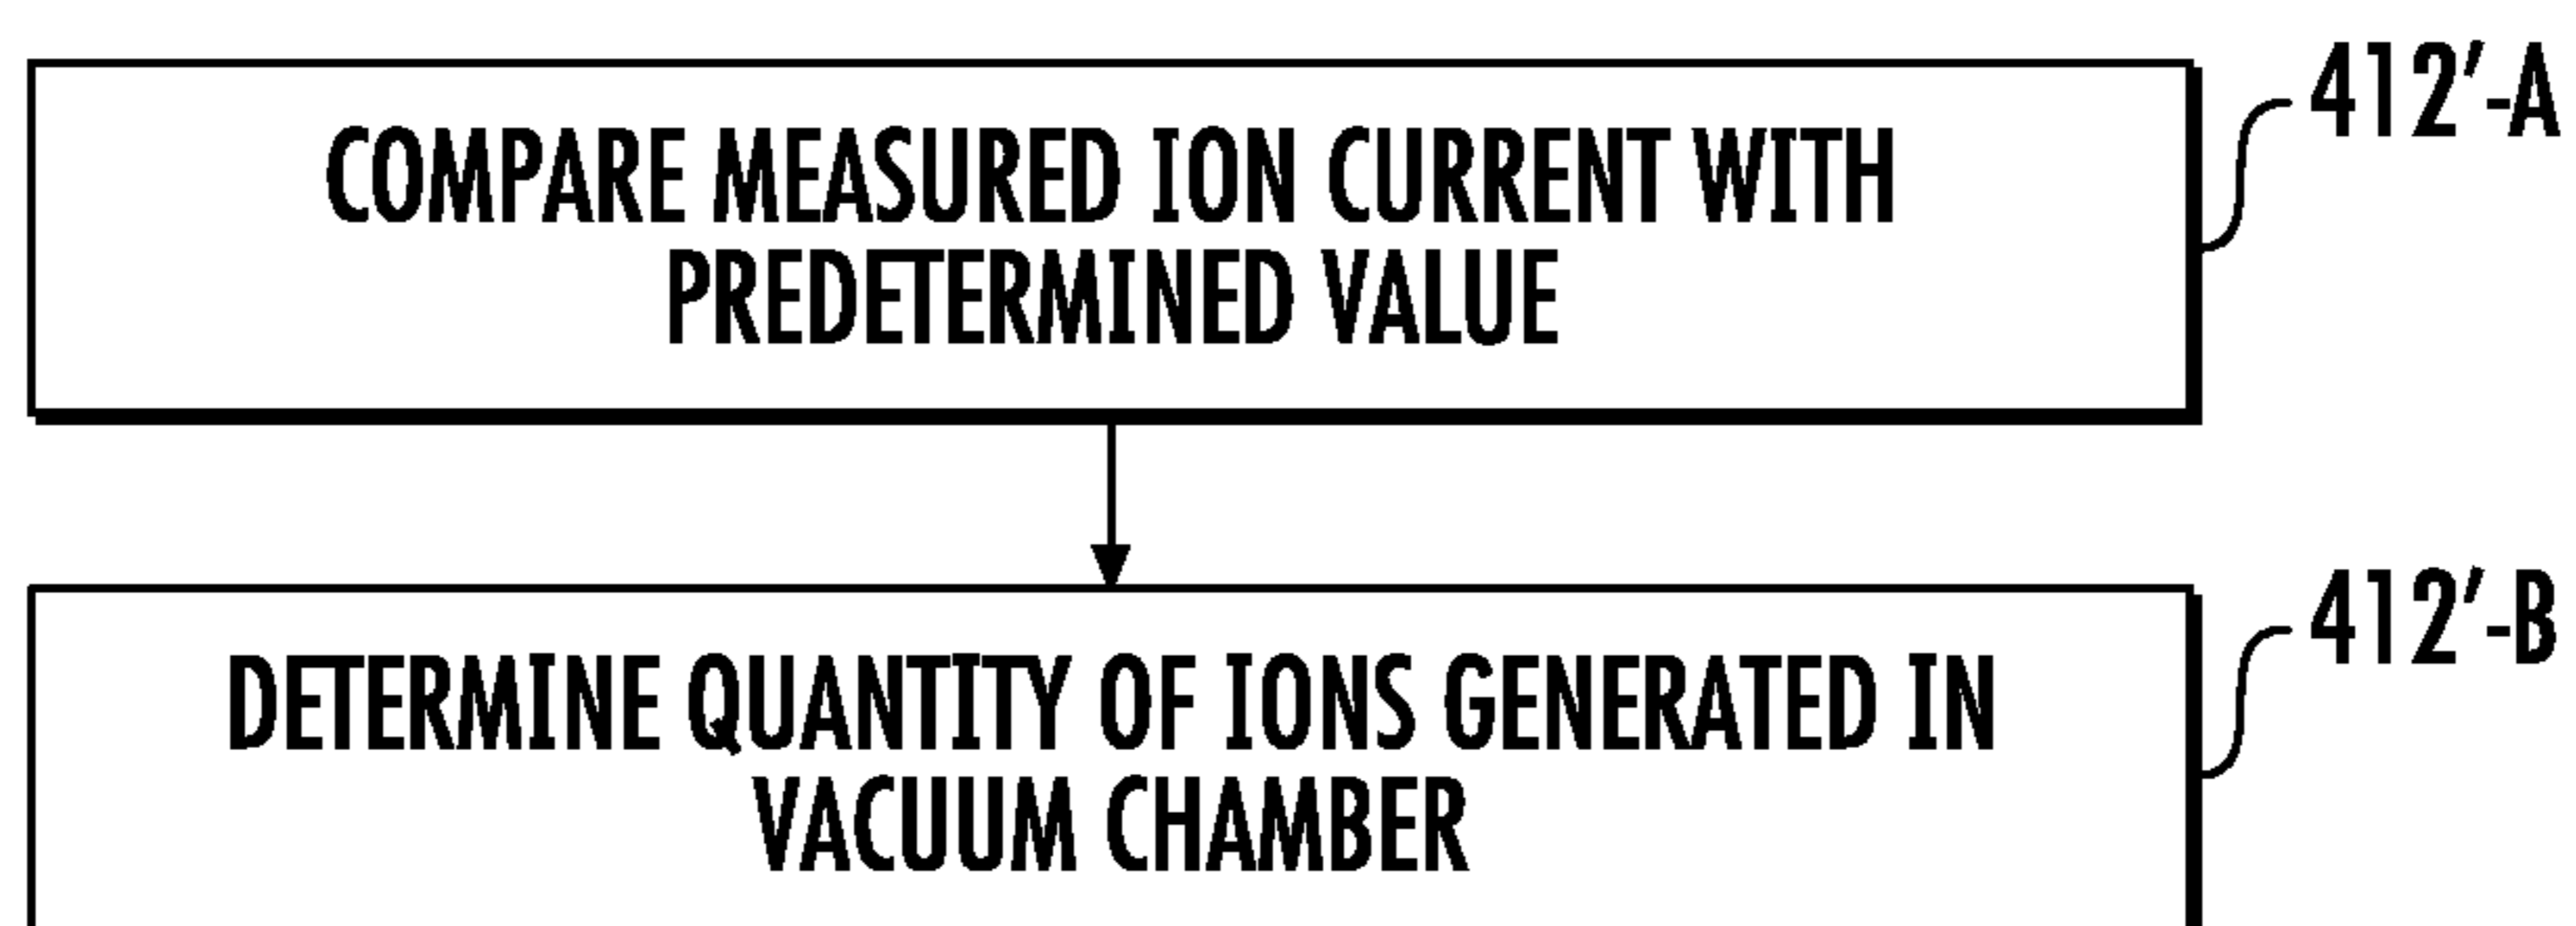 COMPARE MEASURED ION CURRENT WITH
PREDETERMINED VALUE
412'-A
DETERMINE QUANTITY OF IONS GENERATED IN
VACUUM CHAMBER
412'-B